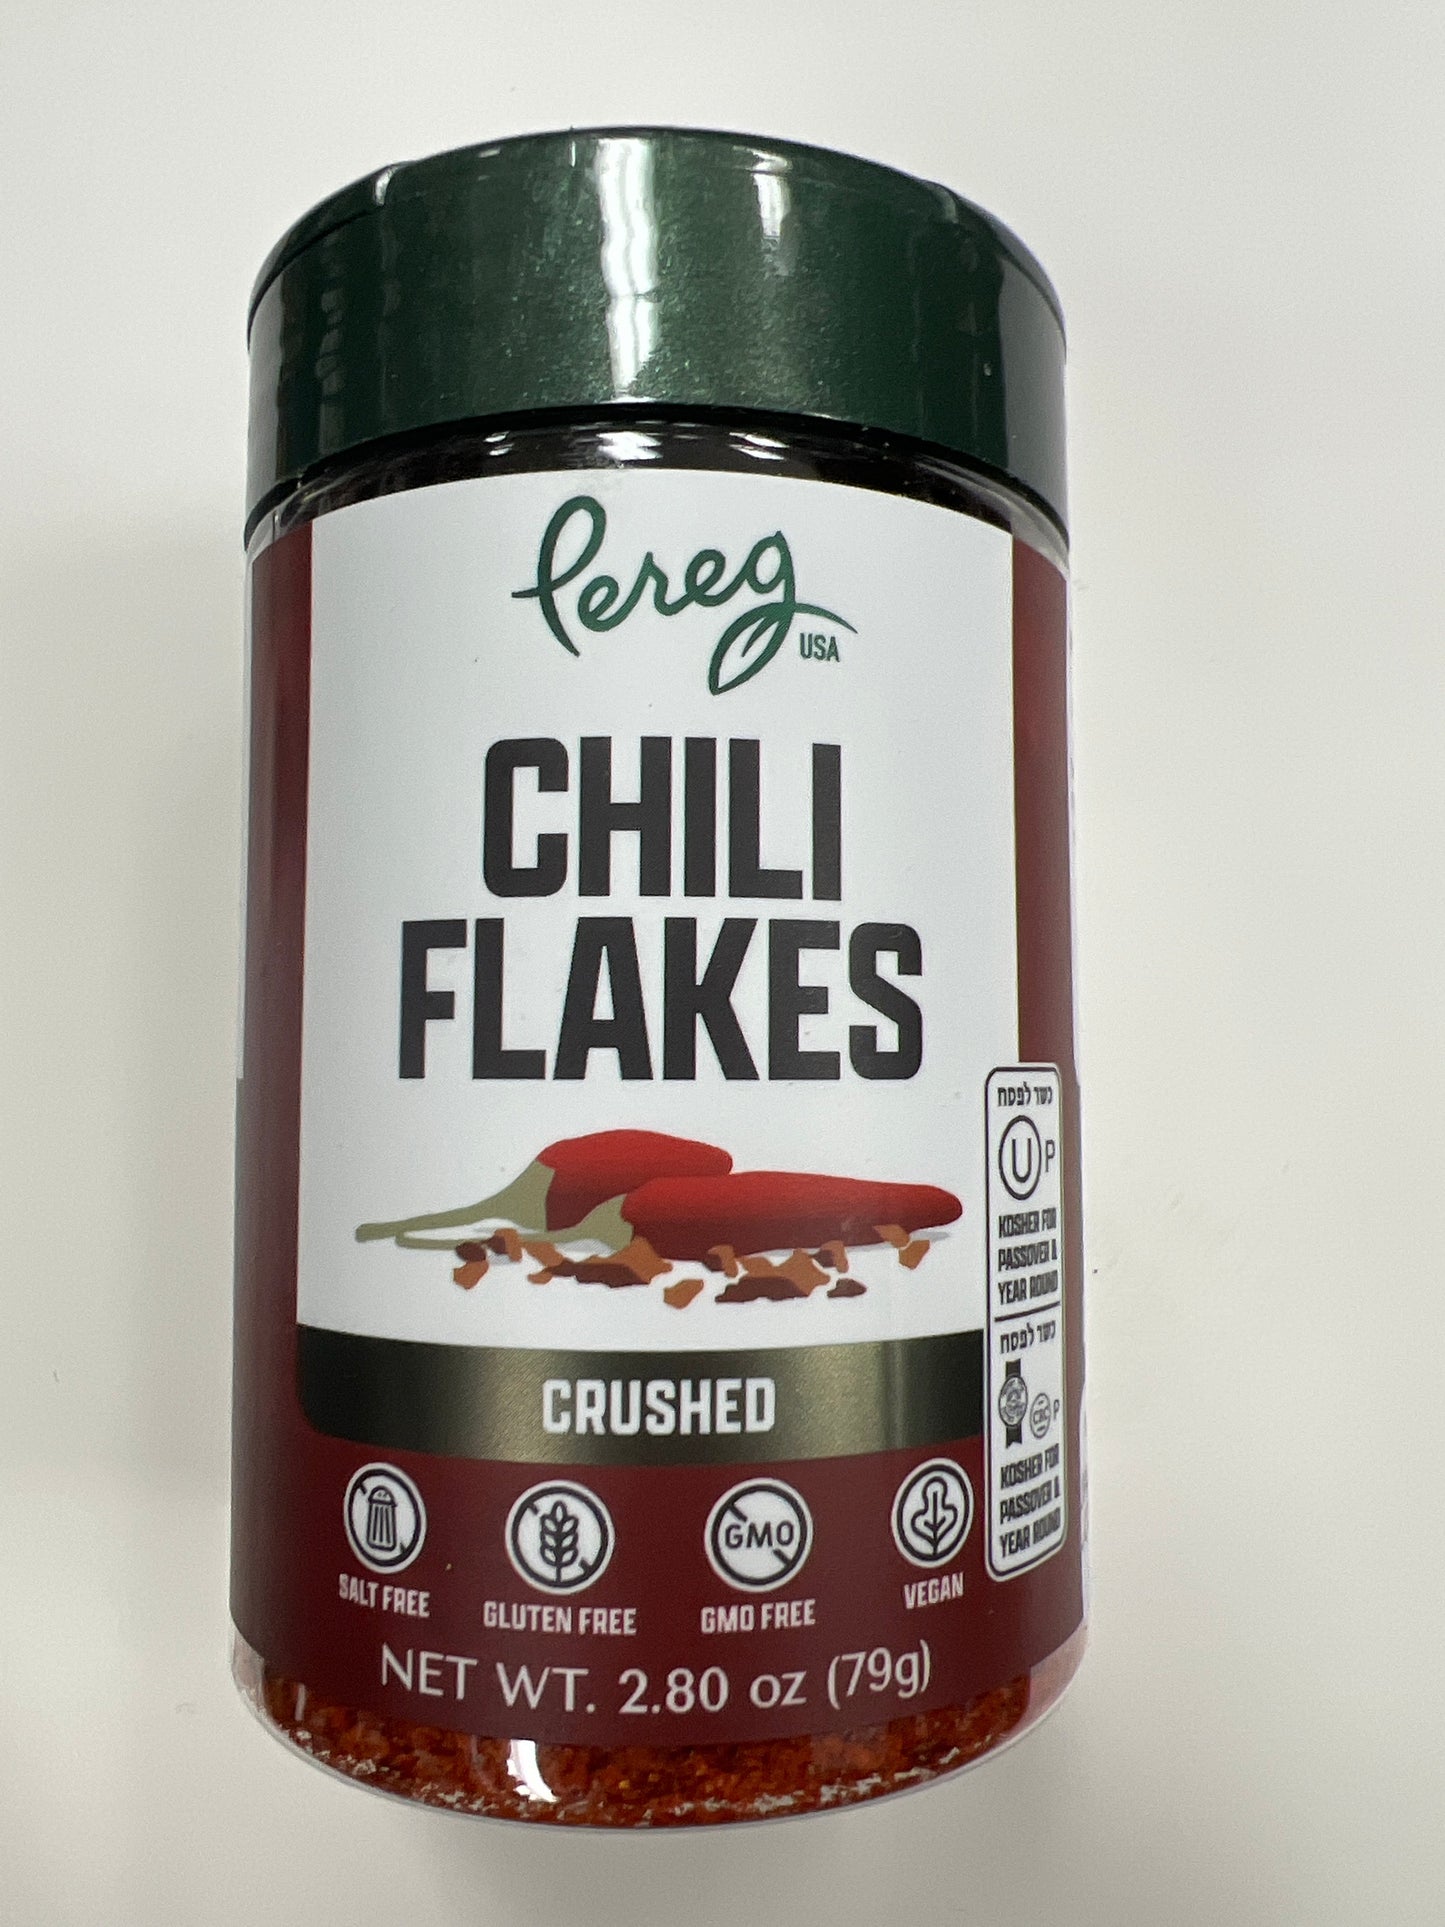 Pereg
USA
CHILI
FLAKES
CRUSHED
SALT FREE
GLUTEN FREE
GMO
GMO FREE
VEGAN
NET WT. 2.80 oz (79g)
כשר לפסח
U P
KOSHER FOR
PASSOVER &
YEAR ROUND
כשר לפסח
CRC P
KOSHER FOR
PASSOVER &
YEAR ROUND